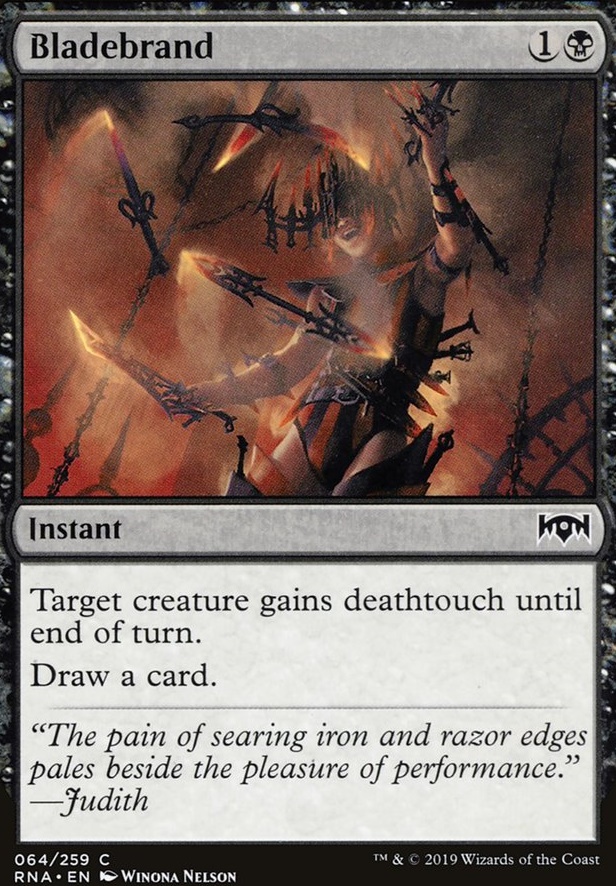 Bladebrand 1
Instant
Target creature gains deathtouch until
end of turn.
Draw a card.
“The pain of searing iron and razor edges
pales beside the pleasure of performance.”
—Judith
064/259 C
RNA • EN Winona Nelson
™ & © 2019 Wizards of the Coast